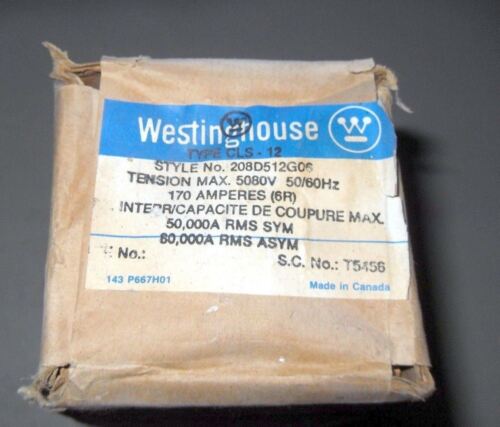 Westinghouse
TYPE CLS - 12
STYLE No. 208D512G06
TENSION MAX. 5080V 50/60Hz
170 AMPERES (6R)
INTERR/CAPACITE DE COUPURE MAX.
50,000A RMS SYM
80,000A RMS ASYM
E No.: S.C. No.: T5456
143 P667H01 Made in Canada